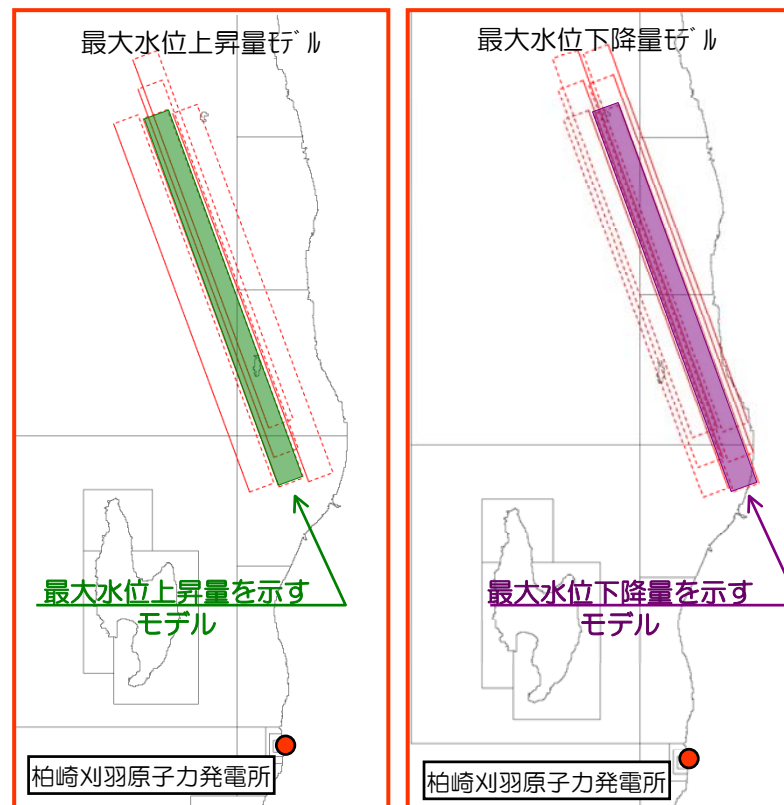 最大水位上昇量ﾓﾃﾞﾙ
最大水位上昇量を示す
モデル
柏崎刈羽原子力発電所
最大水位下降量ﾓﾃﾞﾙ
最大水位下降量を示す
モデル
柏崎刈羽原子力発電所